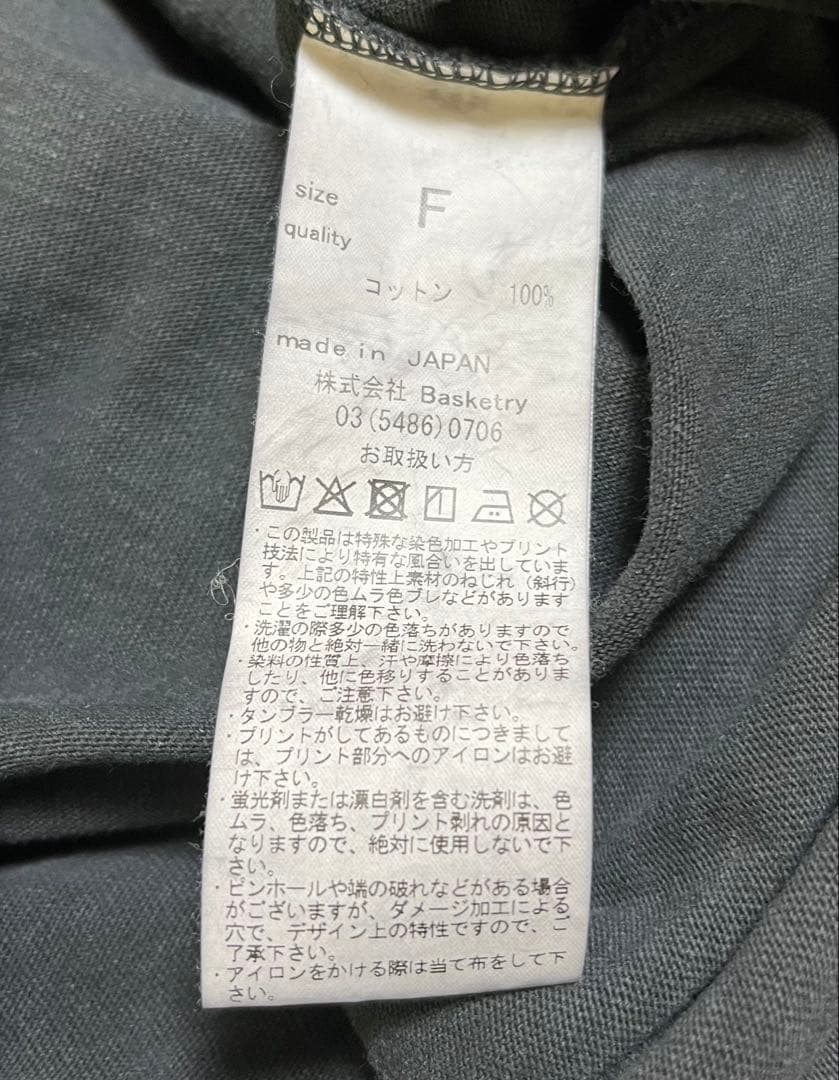 size F
quality
コットン 100%
made in JAPAN
株式会社 Basketry
03(5486)0706
お取扱い方
・この製品は特殊な染色加工やプリント
技法により特有な風合いを出していま
す。上記の特性上素材のねじれ（斜行）
や多少の色ムラ色ブレなどがあります
ことをご理解下さい。
・洗濯の際多少の色落ちがありますので
他の物と絶対一緒に洗わないで下さい。
・染料の性質上、汗や摩擦により色落ち
したり、他に色移りすることがありま
すので、ご注意下さい。
・タンブラー乾燥はお避け下さい。
・プリントがしてあるものにつきまして
は、プリント部分へのアイロンはお避
け下さい。
・蛍光剤または漂白剤を含む洗剤は、色
ムラ、色落ち、プリント剥れの原因と
なりますので、絶対に使用しないで下
さい。
・ピンホールや端の破れなどがある場合
がございますが、ダメージ加工による
穴で、デザイン上の特性ですので、ご
了承下さい。
・アイロンをかける際は当て布をして下
さい。